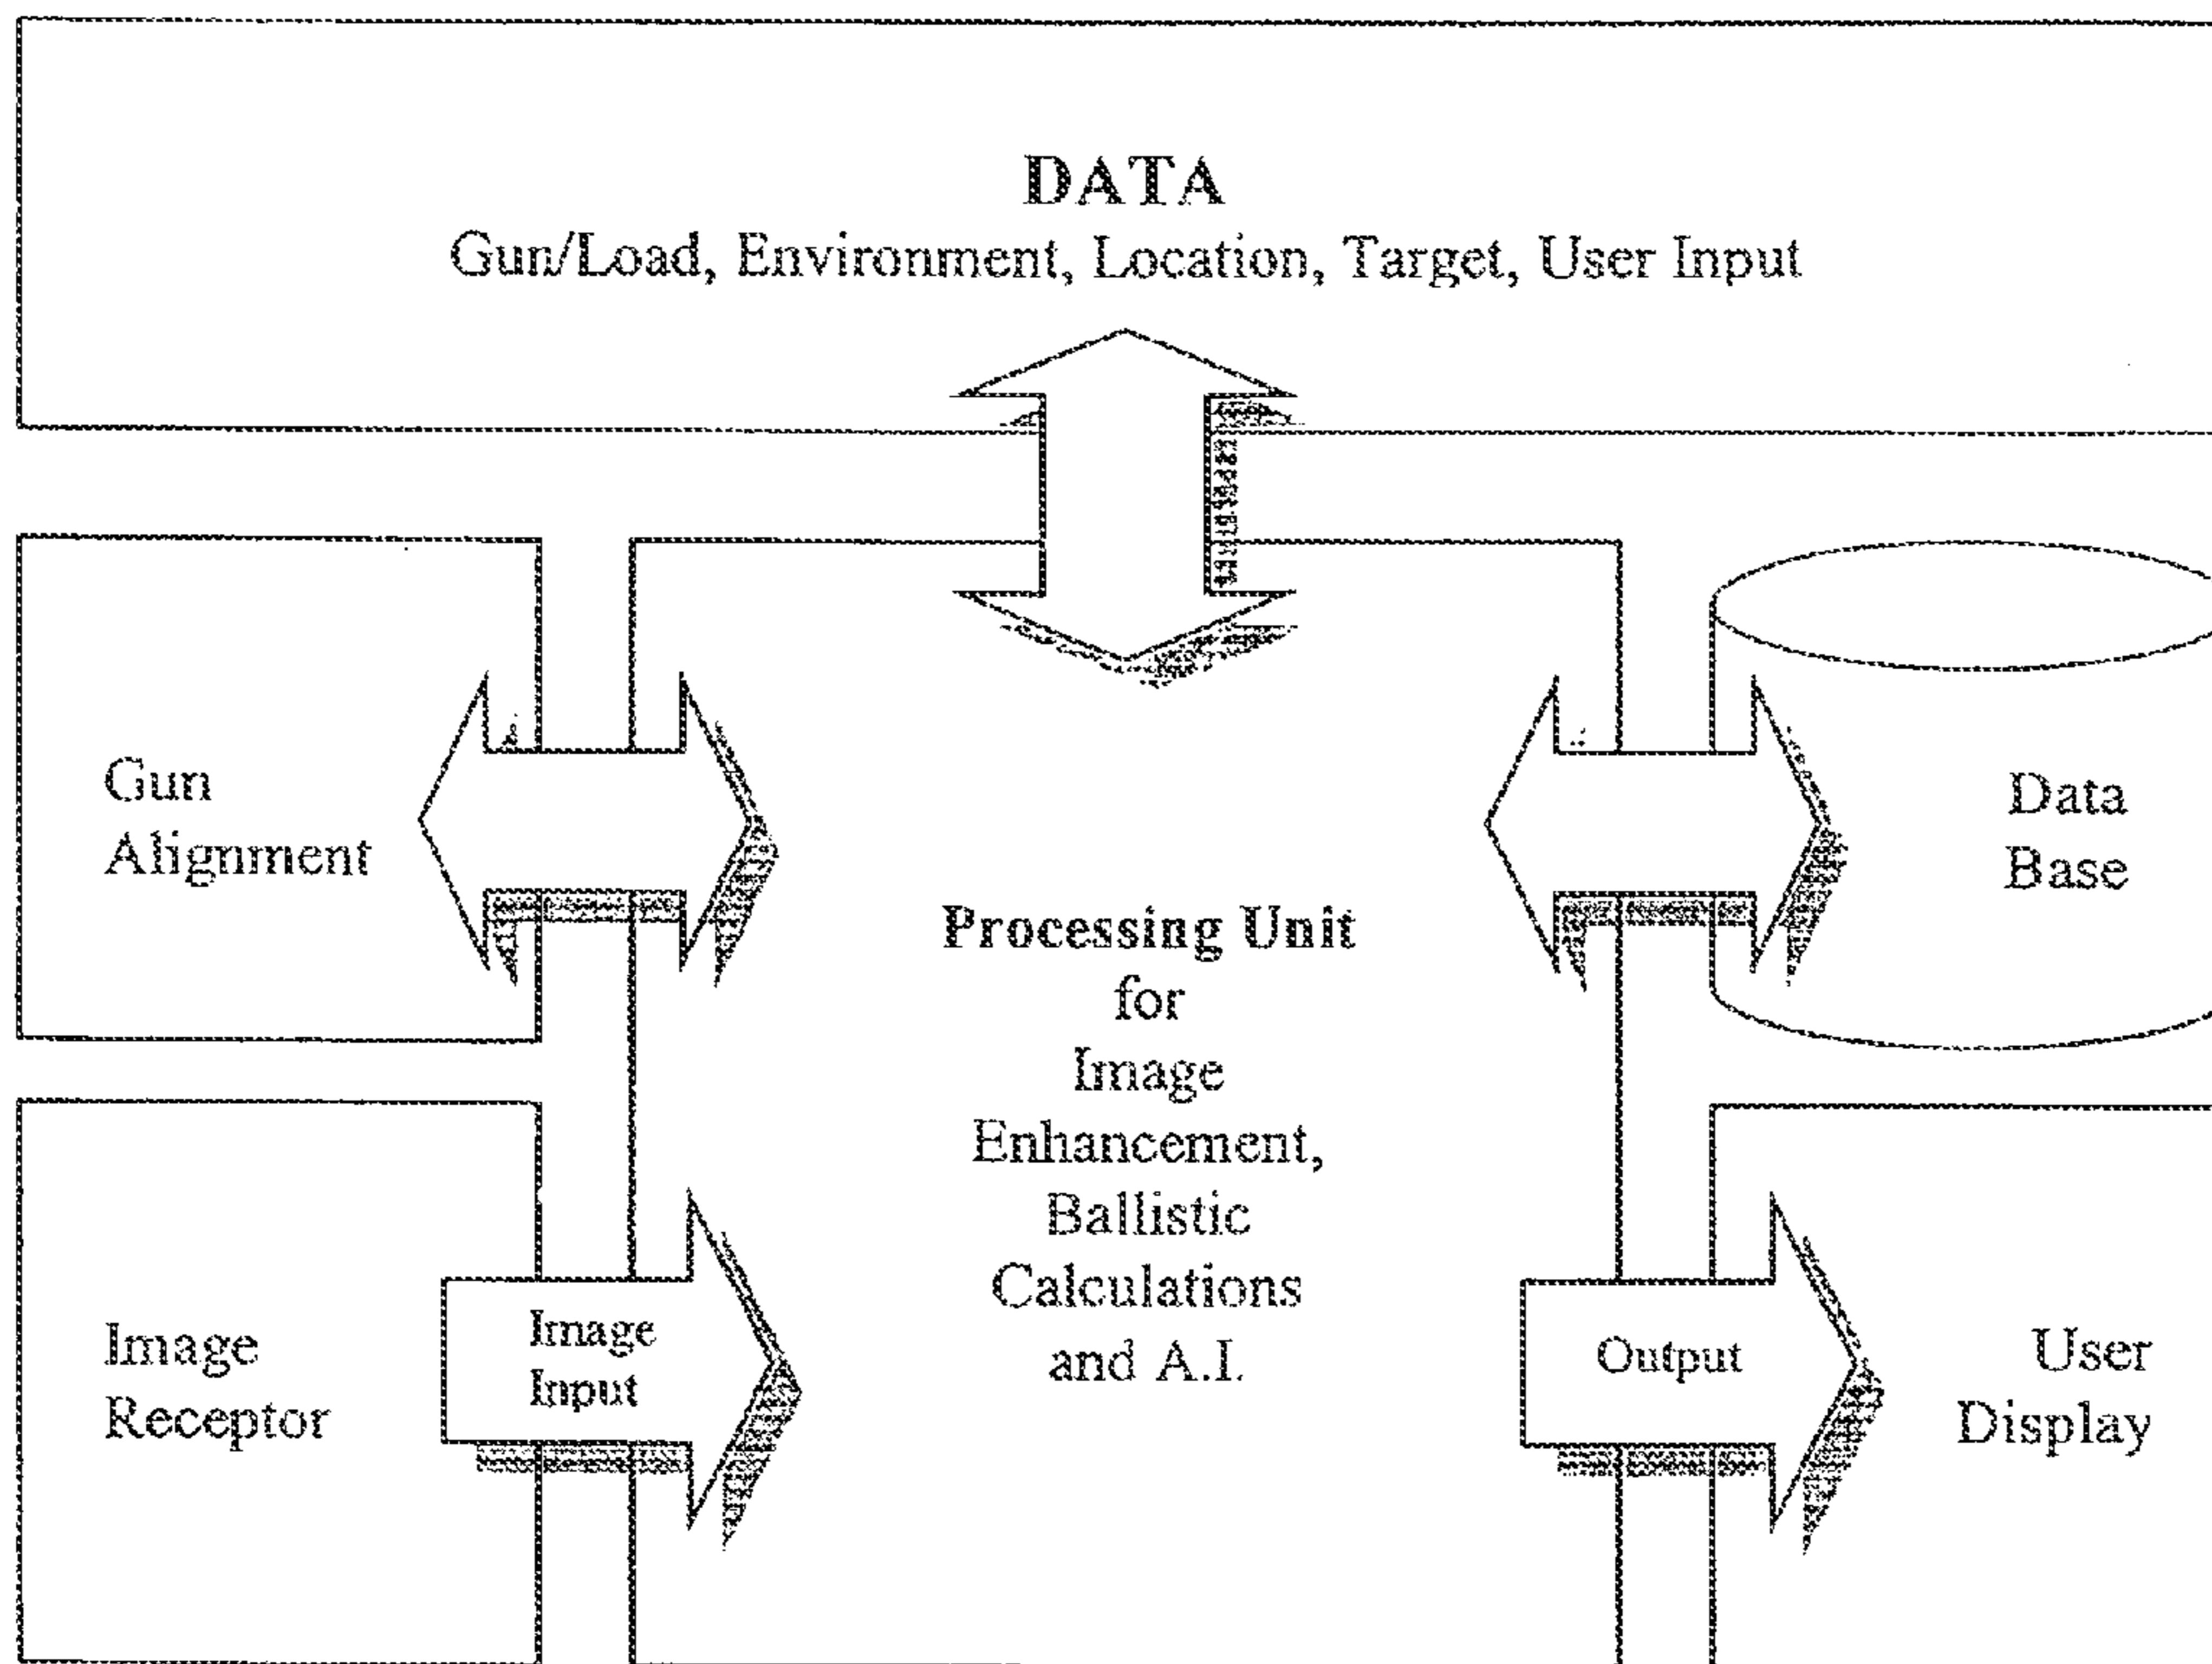 DATA
Gun/Load, Environment, Location, Target, User Input
Gun
Alignment
Data
Base
Processing Unit
for
Image
Enhancement,
Ballistic
Calculations
and A.I.
Image
Receptor
Image
Input
Output
User
Display